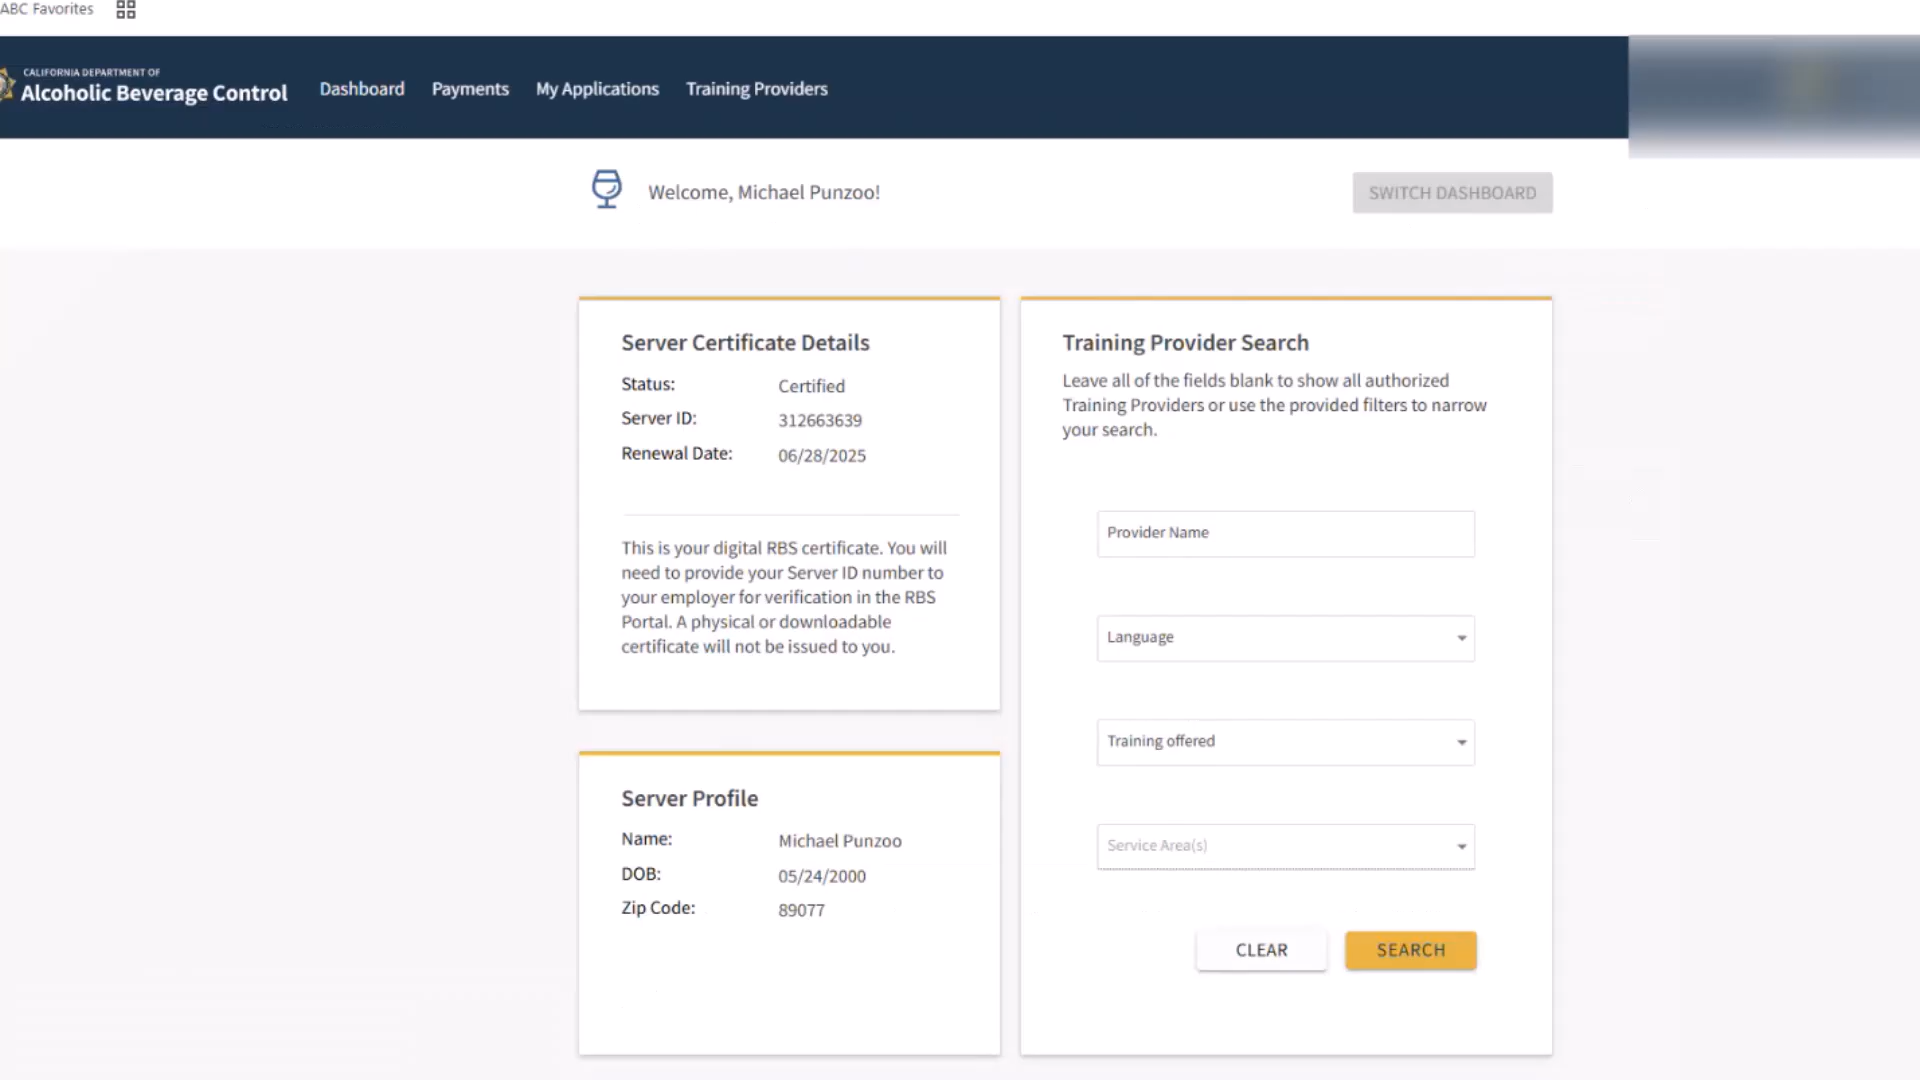 ABC Favorites
CALIFORNIA DEPARTMENT OF
Alcoholic Beverage Control
Dashboard
Payments
My Applications
Training Providers
Welcome, Michael Punzoo!
SWITCH DASHBOARD
Server Certificate Details
Status: Certified
Server ID: 312663639
Renewal Date: 06/28/2025
This is your digital RBS certificate. You will
need to provide your Server ID number to
your employer for verification in the RBS
Portal. A physical or downloadable
certificate will not be issued to you.
Server Profile
Name: Michael Punzoo
DOB: 05/24/2000
Zip Code: 89077
Training Provider Search
Leave all of the fields blank to show all authorized
Training Providers or use the provided filters to narrow
your search.
Provider Name
Language
Training offered
Service Area(s)
CLEAR
SEARCH